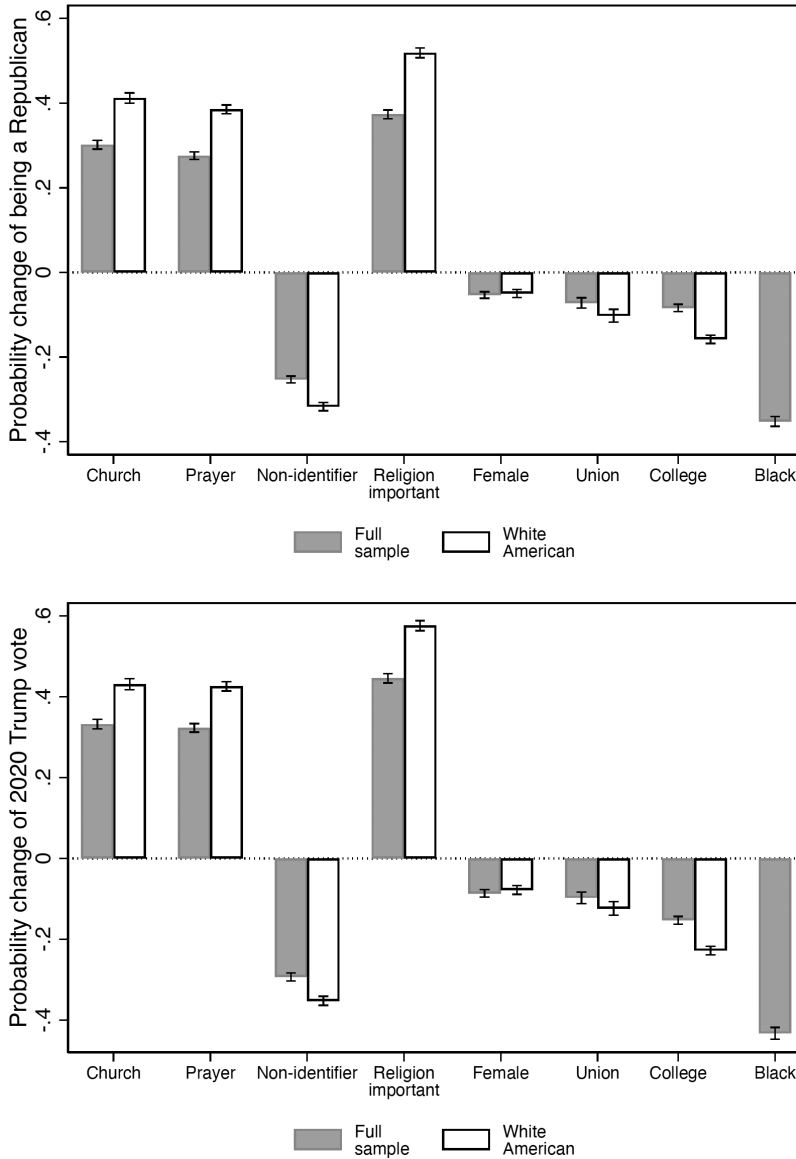 Probability change of being a Republican
.6
.4
.2
0
-.2
-.4
Church Prayer Non-identifier Religion important Female Union College Black
Full sample
White American
Probability change of 2020 Trump vote
.6
.4
.2
0
-.2
-.4
Church Prayer Non-identifier Religion important Female Union College Black
Full sample
White American